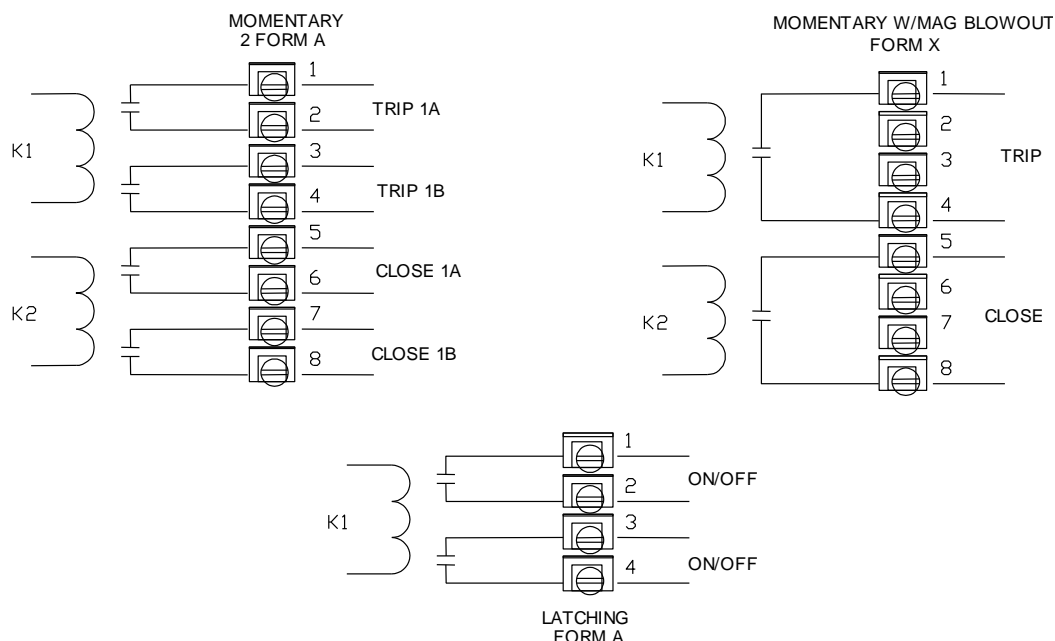 MOMENTARY
2 FORM A
1
TRIP 1A
2
K1
3
TRIP 1B
4
5
CLOSE 1A
6
K2
7
CLOSE 1B
8
MOMENTARY W/MAG BLOWOUT
FORM X
1
2
K1
TRIP
3
4
5
6
K2
CLOSE
7
8
1
ON/OFF
2
K1
3
ON/OFF
4
LATCHING
FORM A